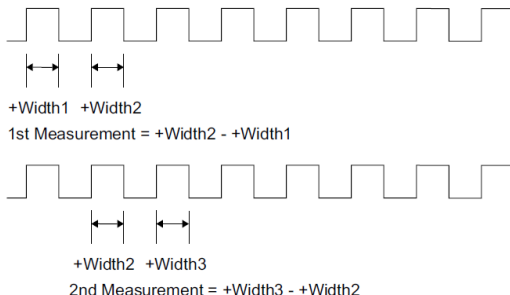 +Width1 +Width2
1st Measurement = +Width2 - +Width1
+Width2 +Width3
2nd Measurement = +Width3 - +Width2